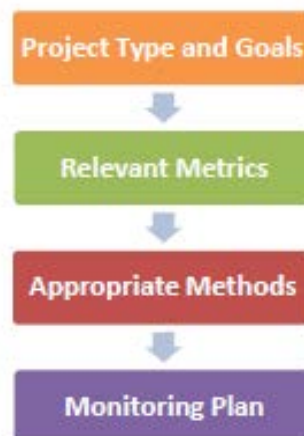 Project Type and Goals
Relevant Metrics
Appropriate Methods
Monitoring Plan